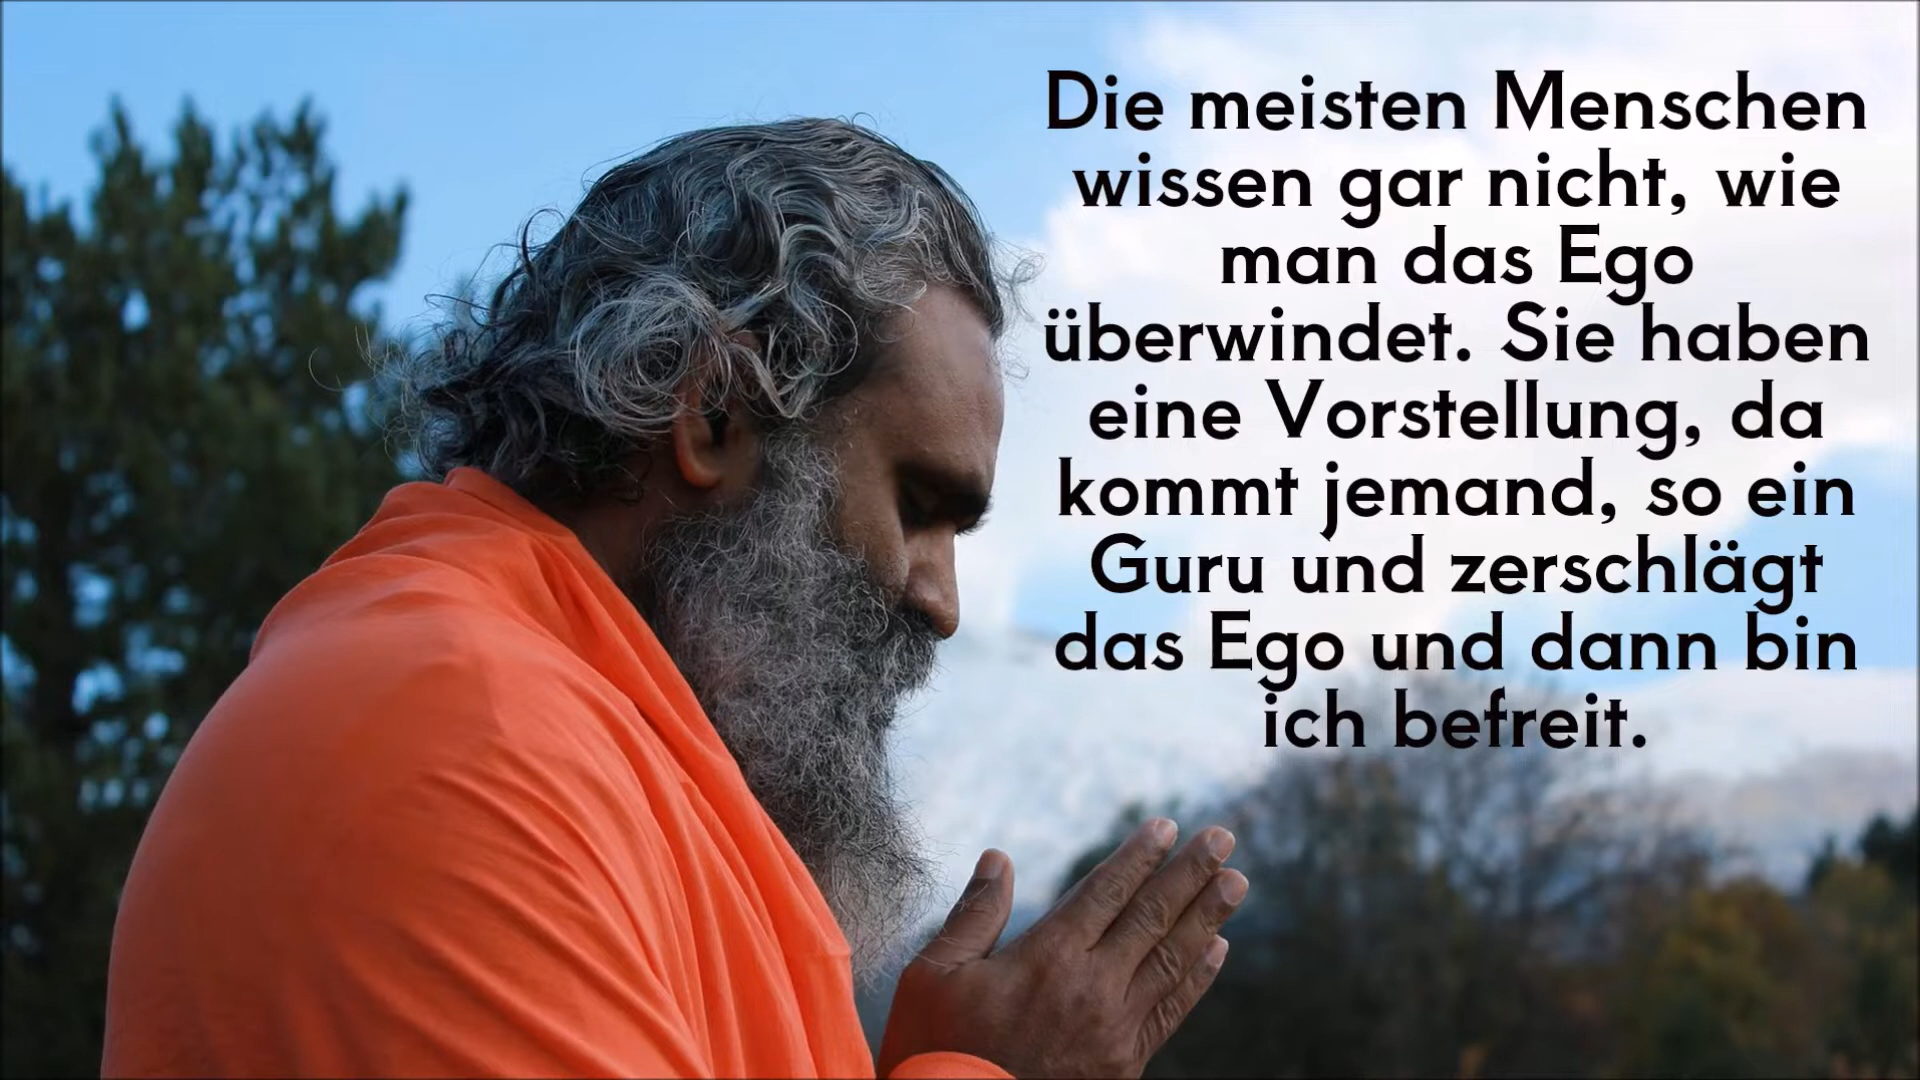 Die meisten Menschen
wissen gar nicht, wie
man das Ego
überwindet. Sie haben
eine Vorstellung, da
kommt jemand, so ein
Guru und zerschlägt
das Ego und dann bin
ich befreit.